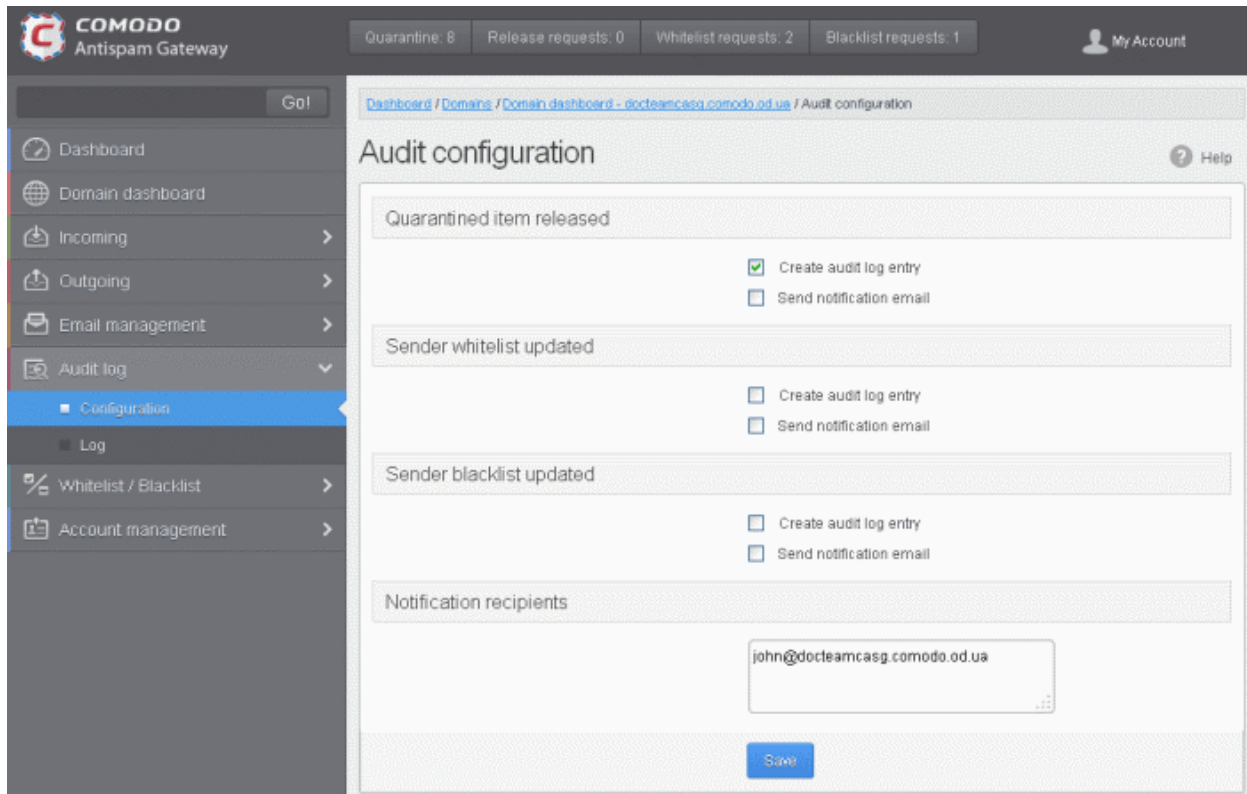 COMODO
Antispam Gateway
Quarantine: 8
Release requests: 0
Whitelist requests: 2
Blacklist requests: 1
My Account
Go!
Dashboard
Domain dashboard
Incoming
Outgoing
Email management
Audit log
Configuration
Log
Whitelist / Blacklist
Account management
Dashboard / Domains / Domain dashboard - docteamcasg.comodo.od.ua / Audit configuration
Audit configuration
Help
Quarantined item released
Create audit log entry
Send notification email
Sender whitelist updated
Create audit log entry
Send notification email
Sender blacklist updated
Create audit log entry
Send notification email
Notification recipients
john@docteamcasg.comodo.od.ua
Save